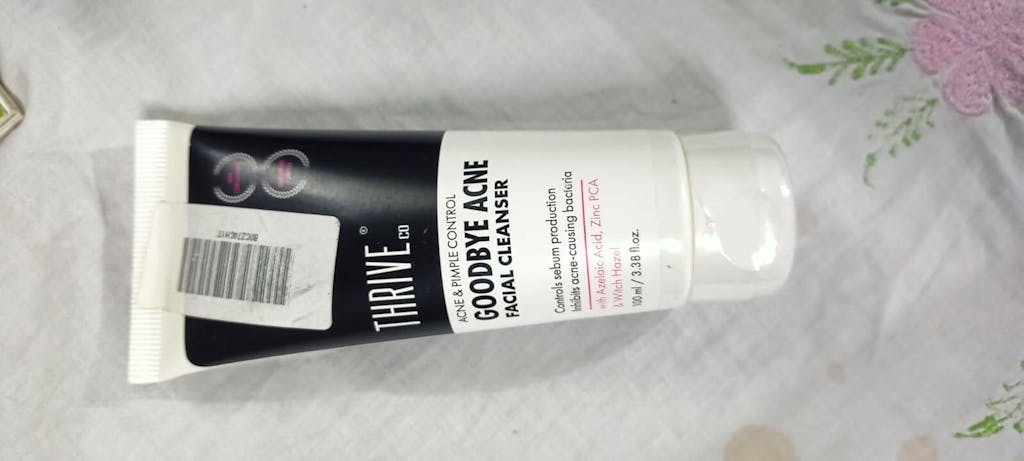 THRIVE®
CO
ACNE & PIMPLE CONTROL
GOODBYE ACNE
FACIAL CLEANSER
Controls sebum production
Inhibits acne-causing bacteria
with Azelaic Acid, Zinc PCA
& Witch Hazel
100 ml / 3.38 fl.oz.